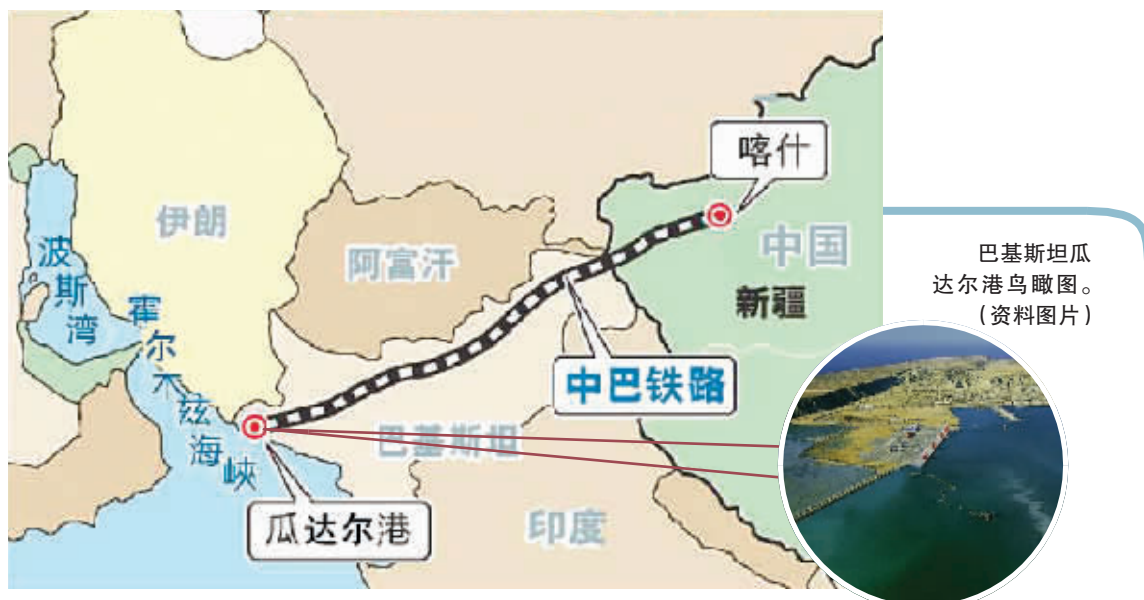 喀什
伊朗
中国
阿富汗
波斯湾
新疆
霍尔木兹海峡
中巴铁路
巴基斯坦
瓜达尔港
印度
巴基斯坦瓜
达尔港鸟瞰图。
(资料图片)